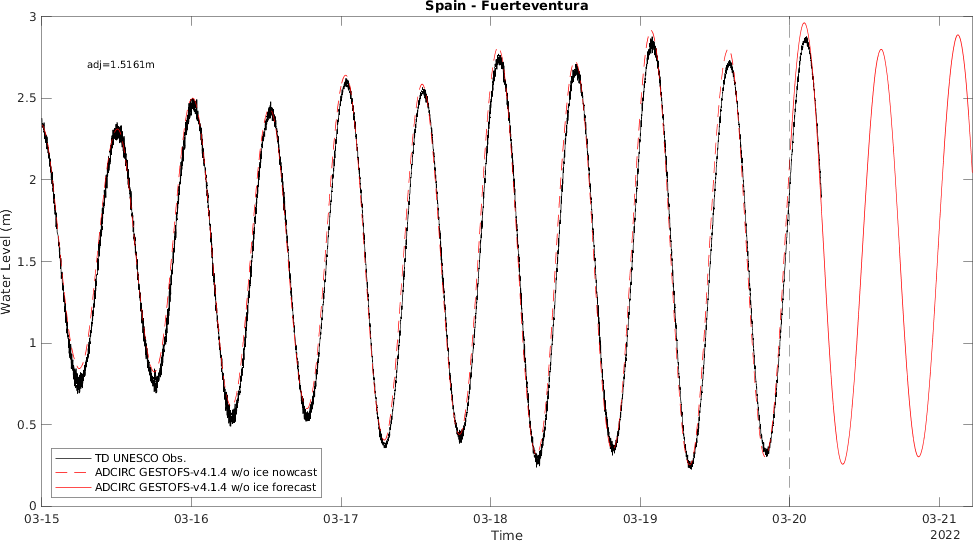 Spain - Fuerteventura
adj=1.5161m
3
2.5
2
1.5
1
0.5
0
Water Level (m)
TD UNESCO Obs.
ADCIRC GESTOFS-v4.1.4 w/o ice nowcast
ADCIRC GESTOFS-v4.1.4 w/o ice forecast
03-15 03-16 03-17 03-18 03-19 03-20 03-21
Time
2022